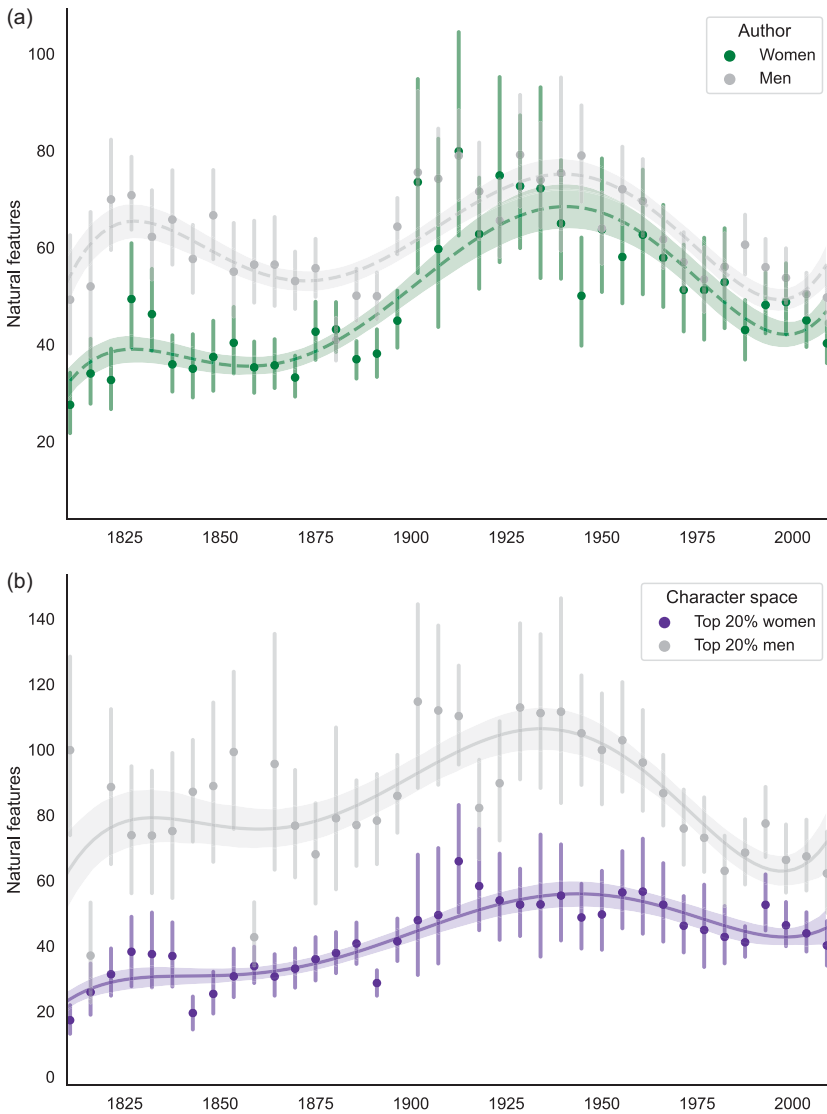 (a)
Author
Women
Men
Natural features
100
80
60
40
20
1825 1850 1875 1900 1925 1950 1975 2000
(b)
Character space
Top 20% women
Top 20% men
Natural features
140
120
100
80
60
40
20
0
1825 1850 1875 1900 1925 1950 1975 2000